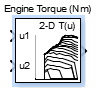 Engine Torque (Nm)
2-D T(u)
u1
u2